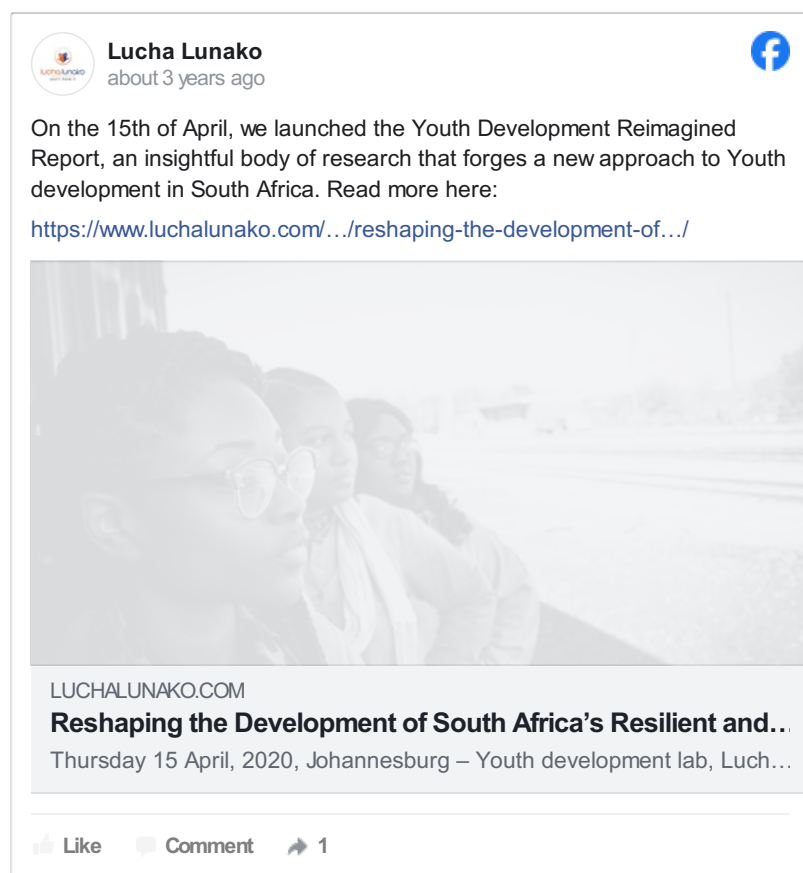 lucha lunako
Lucha Lunako
about 3 years ago
On the 15th of April, we launched the Youth Development Reimagined
Report, an insightful body of research that forges a new approach to Youth
development in South Africa. Read more here:
https://www.luchalunako.com/…/reshaping-the-development-of…/
LUCHALUNAKO.COM
Reshaping the Development of South Africa’s Resilient and…
Thursday 15 April, 2020, Johannesburg – Youth development lab, Luch…
Like Comment 1